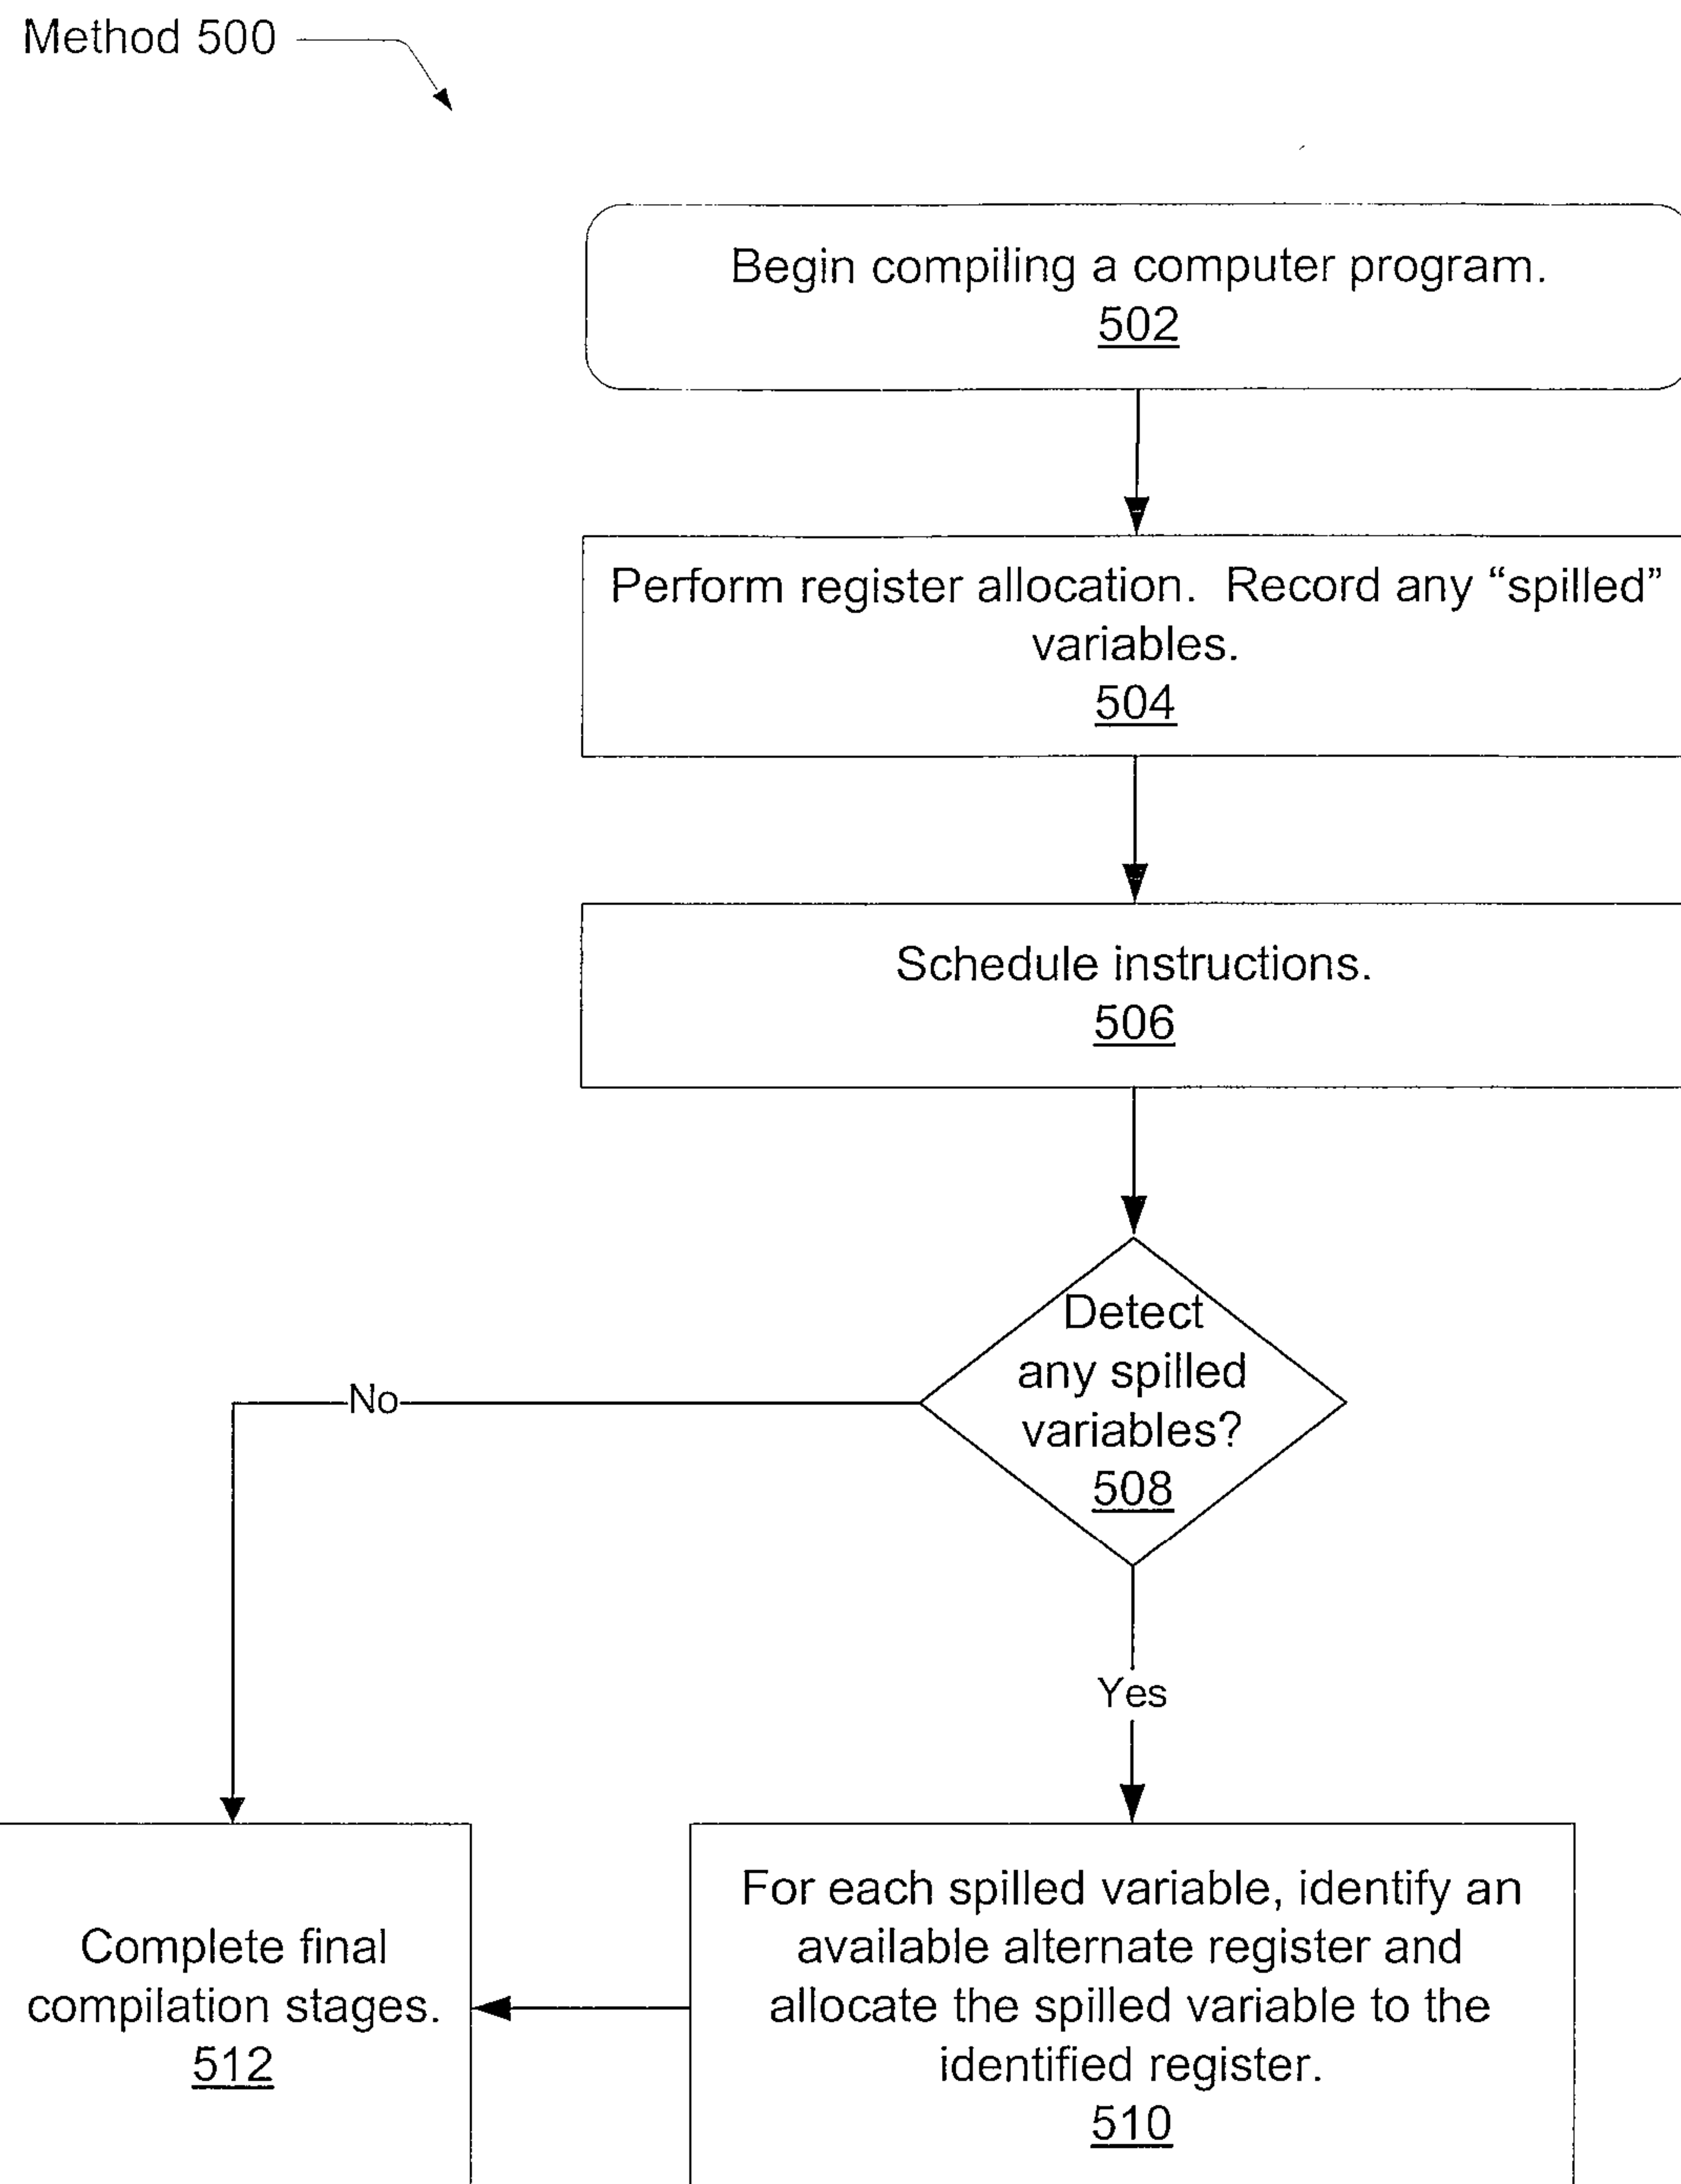 Method 500
Begin compiling a computer program.
502
Perform register allocation.  Record any “spilled”
variables.
504
Schedule instructions.
506
Detect
any spilled
variables?
508
No
Yes
For each spilled variable, identify an
available alternate register and
allocate the spilled variable to the
identified register.
510
Complete final
compilation stages.
512